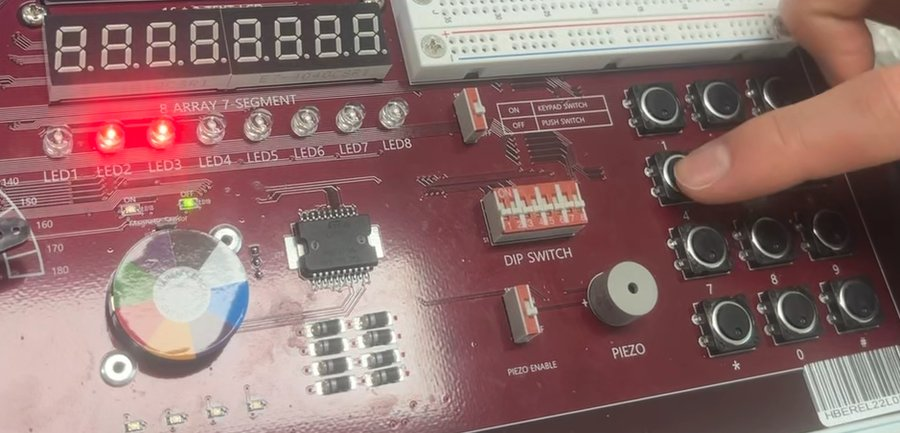 8 ARRAY 7-SEGMENT
ON KEYPAD SWITCH
OFF PUSH SWITCH
LED1 LED2 LED3 LED4 LED5 LED6 LED7 LED8
1
140
150
160
170
180
ON OFF
ON
DIP SWITCH
4
PIEZO ENABLE
+
PIEZO
7 8 9
* 0 #
HBEREL22L0